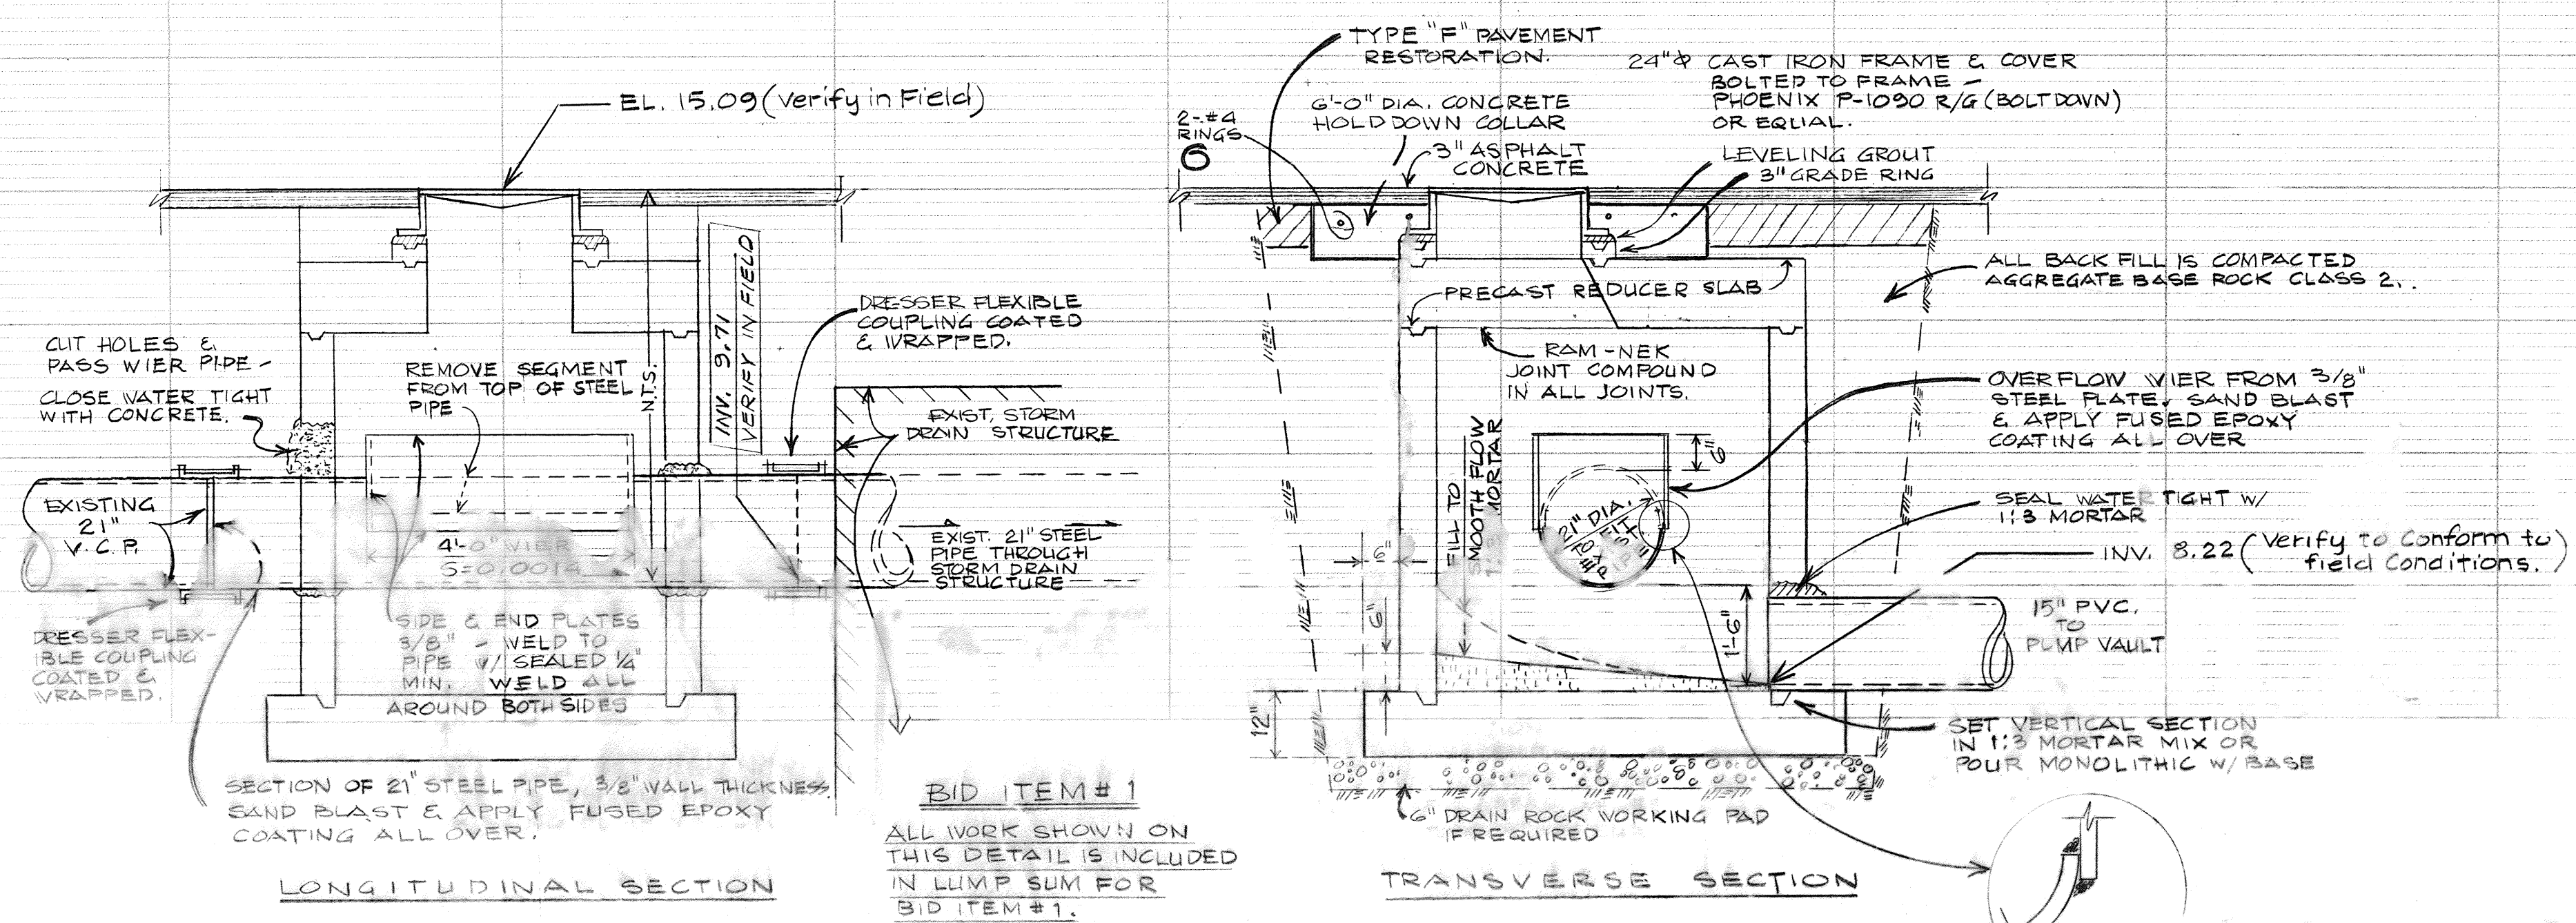 EL. 15.09 (Verify in Field)
CUT HOLES &
PASS WIER PIPE -
CLOSE WATER TIGHT
WITH CONCRETE.
REMOVE SEGMENT
FROM TOP OF STEEL
PIPE
N.T.S.
INV. 9.71
VERIFY IN FIELD
DRESSER FLEXIBLE
COUPLING COATED
& WRAPPED.
EXIST. STORM
DRAIN STRUCTURE
EXISTING
21"
V.C.P.
4'-0" WIER
S=0.0014
EXIST. 21" STEEL
PIPE THROUGH
STORM DRAIN
STRUCTURE
DRESSER FLEX-
IBLE COUPLING
COATED &
WRAPPED.
SIDE & END PLATES
3/8" - WELD TO
PIPE W/ SEALED 1/4"
MIN. WELD ALL
AROUND BOTH SIDES
SECTION OF 21" STEEL PIPE, 3/8" WALL THICKNESS.
SAND BLAST & APPLY FUSED EPOXY
COATING ALL OVER.
LONGITUDINAL SECTION
BID ITEM # 1
ALL WORK SHOWN ON
THIS DETAIL IS INCLUDED
IN LUMP SUM FOR
BID ITEM # 1.
TYPE "F" PAVEMENT
RESTORATION.
2-#4
RINGS
6
6'-0" DIA. CONCRETE
HOLD DOWN COLLAR
3" ASPHALT
CONCRETE
24"ϕ CAST IRON FRAME & COVER
BOLTED TO FRAME -
PHOENIX P-1090 R/G (BOLT DOWN)
OR EQUAL.
LEVELING GROUT
3" GRADE RING
ALL BACK FILL IS COMPACTED
AGGREGATE BASE ROCK CLASS 2.
PRECAST REDUCER SLAB
RAM-NEK
JOINT COMPOUND
IN ALL JOINTS.
OVERFLOW WIER FROM 3/8"
STEEL PLATE. SAND BLAST
& APPLY FUSED EPOXY
COATING ALL OVER
6"
FILL TO
SMOOTH FLOW
MORTAR
21" DIA.
SEAL WATER TIGHT W/
1:3 MORTAR
INV. 8.22 (Verify to Conform to
field Conditions.)
6"
6"
1'-6"
15" PVC.
TO
PUMP VAULT
12"
SET VERTICAL SECTION
IN 1:3 MORTAR MIX OR
POUR MONOLITHIC W/ BASE
6" DRAIN ROCK WORKING PAD
IF REQUIRED
TRANSVERSE SECTION